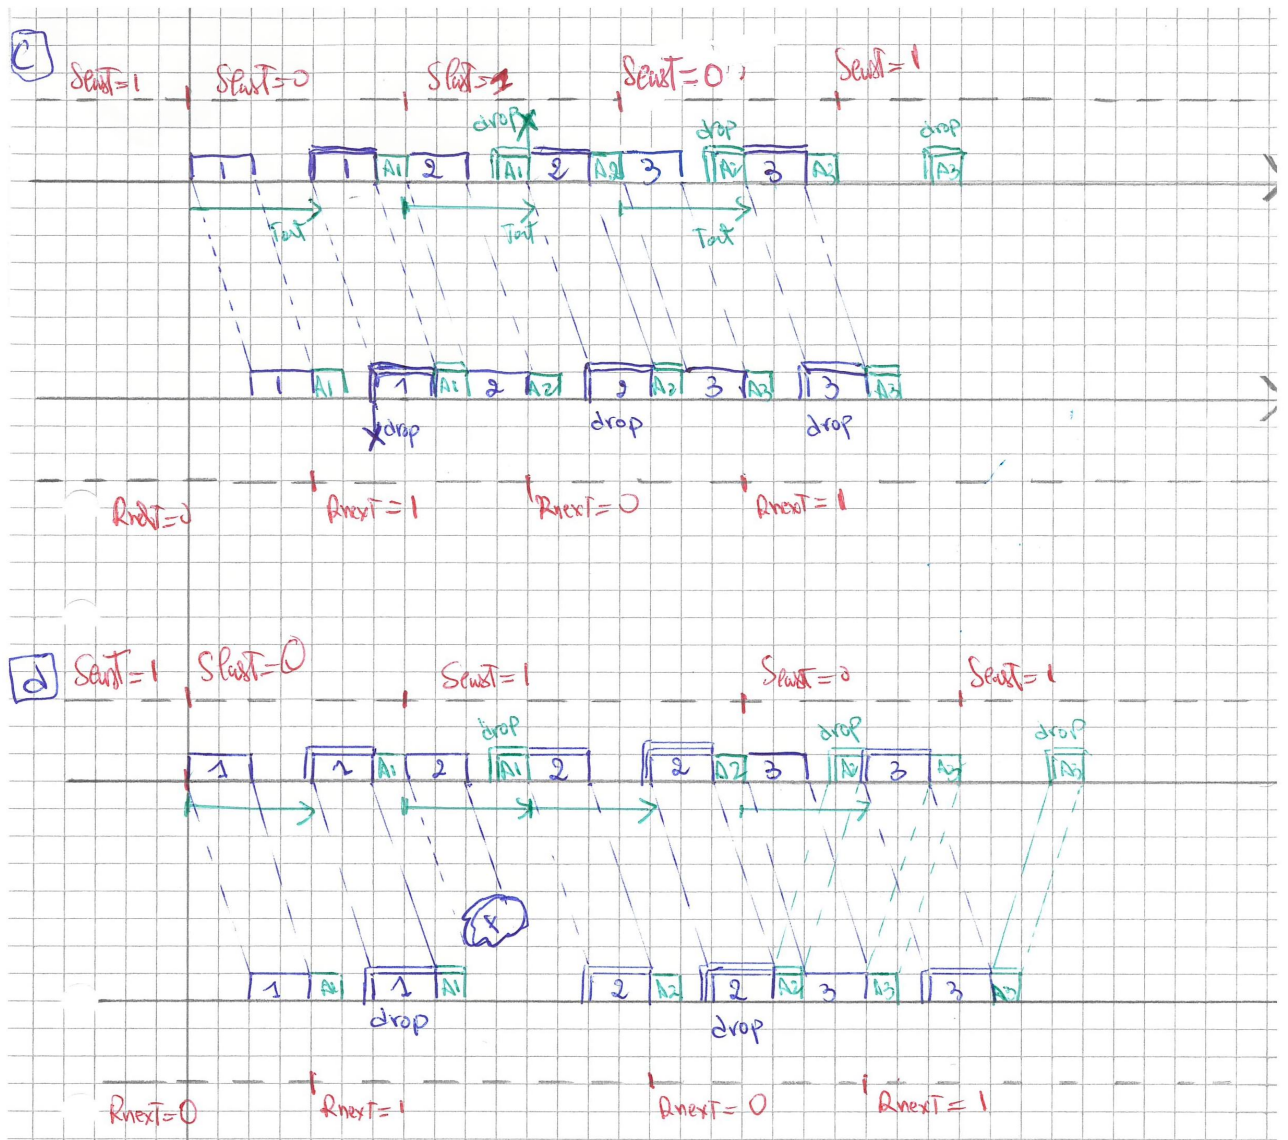 C
Slast=1 Slast=0 Slast=1 Slast=0 Slast=1
drop drop drop
1 1 A1 2 A1 2 A2 3 A2 3 A3 A3
Tout Tout Tout
1 A1 1 A1 2 A2 2 A2 3 A3 3 A3
drop drop drop
Rnext=0 Rnext=1 Rnext=0 Rnext=1
d
Slast=1 Slast=0 Slast=1 Slast=0 Slast=1
drop drop drop
1 1 A1 2 A1 2 2 A2 3 A2 3 A3 A3
x
1 A1 1 A1 2 A2 2 A2 3 A3 3 A3
drop drop
Rnext=0 Rnext=1 Rnext=0 Rnext=1